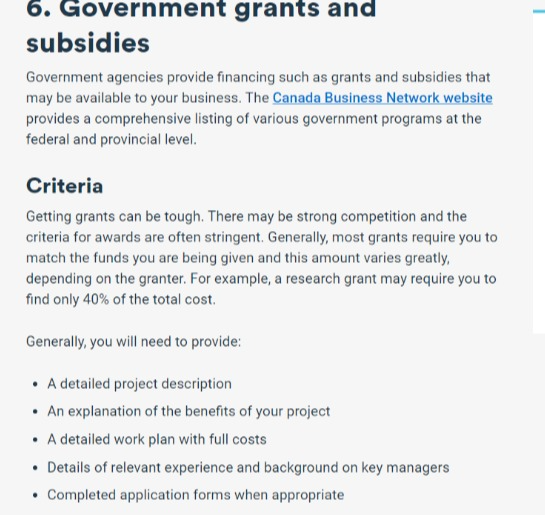 6. Government grants and
subsidies
Government agencies provide financing such as grants and subsidies that
may be available to your business. The Canada Business Network website
provides a comprehensive listing of various government programs at the
federal and provincial level.
Criteria
Getting grants can be tough. There may be strong competition and the
criteria for awards are often stringent. Generally, most grants require you to
match the funds you are being given and this amount varies greatly,
depending on the granter. For example, a research grant may require you to
find only 40% of the total cost.
Generally, you will need to provide:
• A detailed project description
• An explanation of the benefits of your project
• A detailed work plan with full costs
• Details of relevant experience and background on key managers
• Completed application forms when appropriate